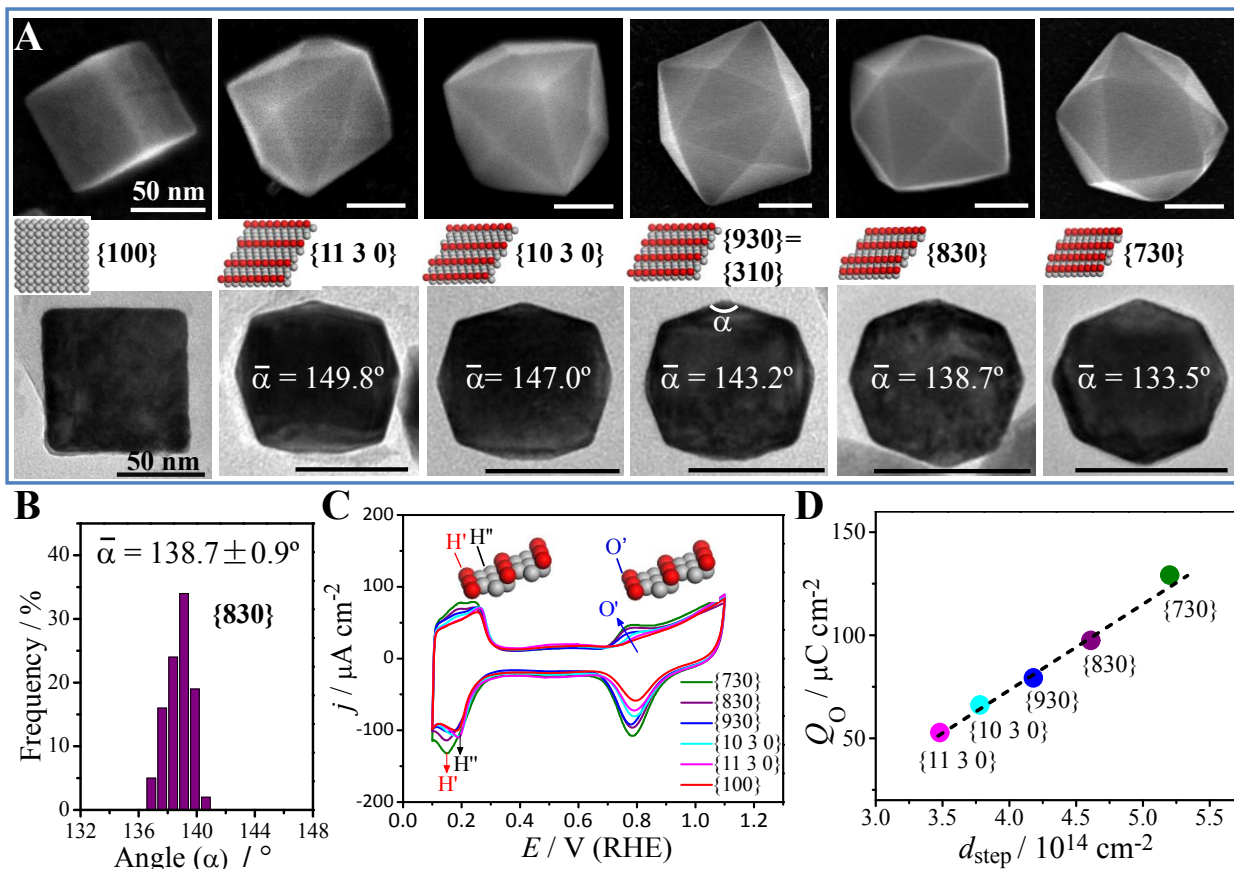 A
50 nm
{100}
{11 3 0}
{10 3 0}
{930}=
{310}
{830}
{730}
50 nm
ᾱ = 149.8º
ᾱ= 147.0º
α
ᾱ = 143.2º
ᾱ = 138.7º
ᾱ = 133.5º
B
ᾱ = 138.7±0.9º
{830}
Frequency / %
40
30
20
10
0
132 136 140 144 148
Angle (α) / °
C
j / μA cm-2
200
100
0
-100
-200
H' H"
O'
O'
H"
H'
{730}
{830}
{930}
{10 3 0}
{11 3 0}
{100}
0.0 0.2 0.4 0.6 0.8 1.0 1.2
E / V (RHE)
D
QO / μC cm-2
150
100
50
{730}
{830}
{930}
{10 3 0}
{11 3 0}
3.0 3.5 4.0 4.5 5.0 5.5
dstep / 10¹⁴ cm-2